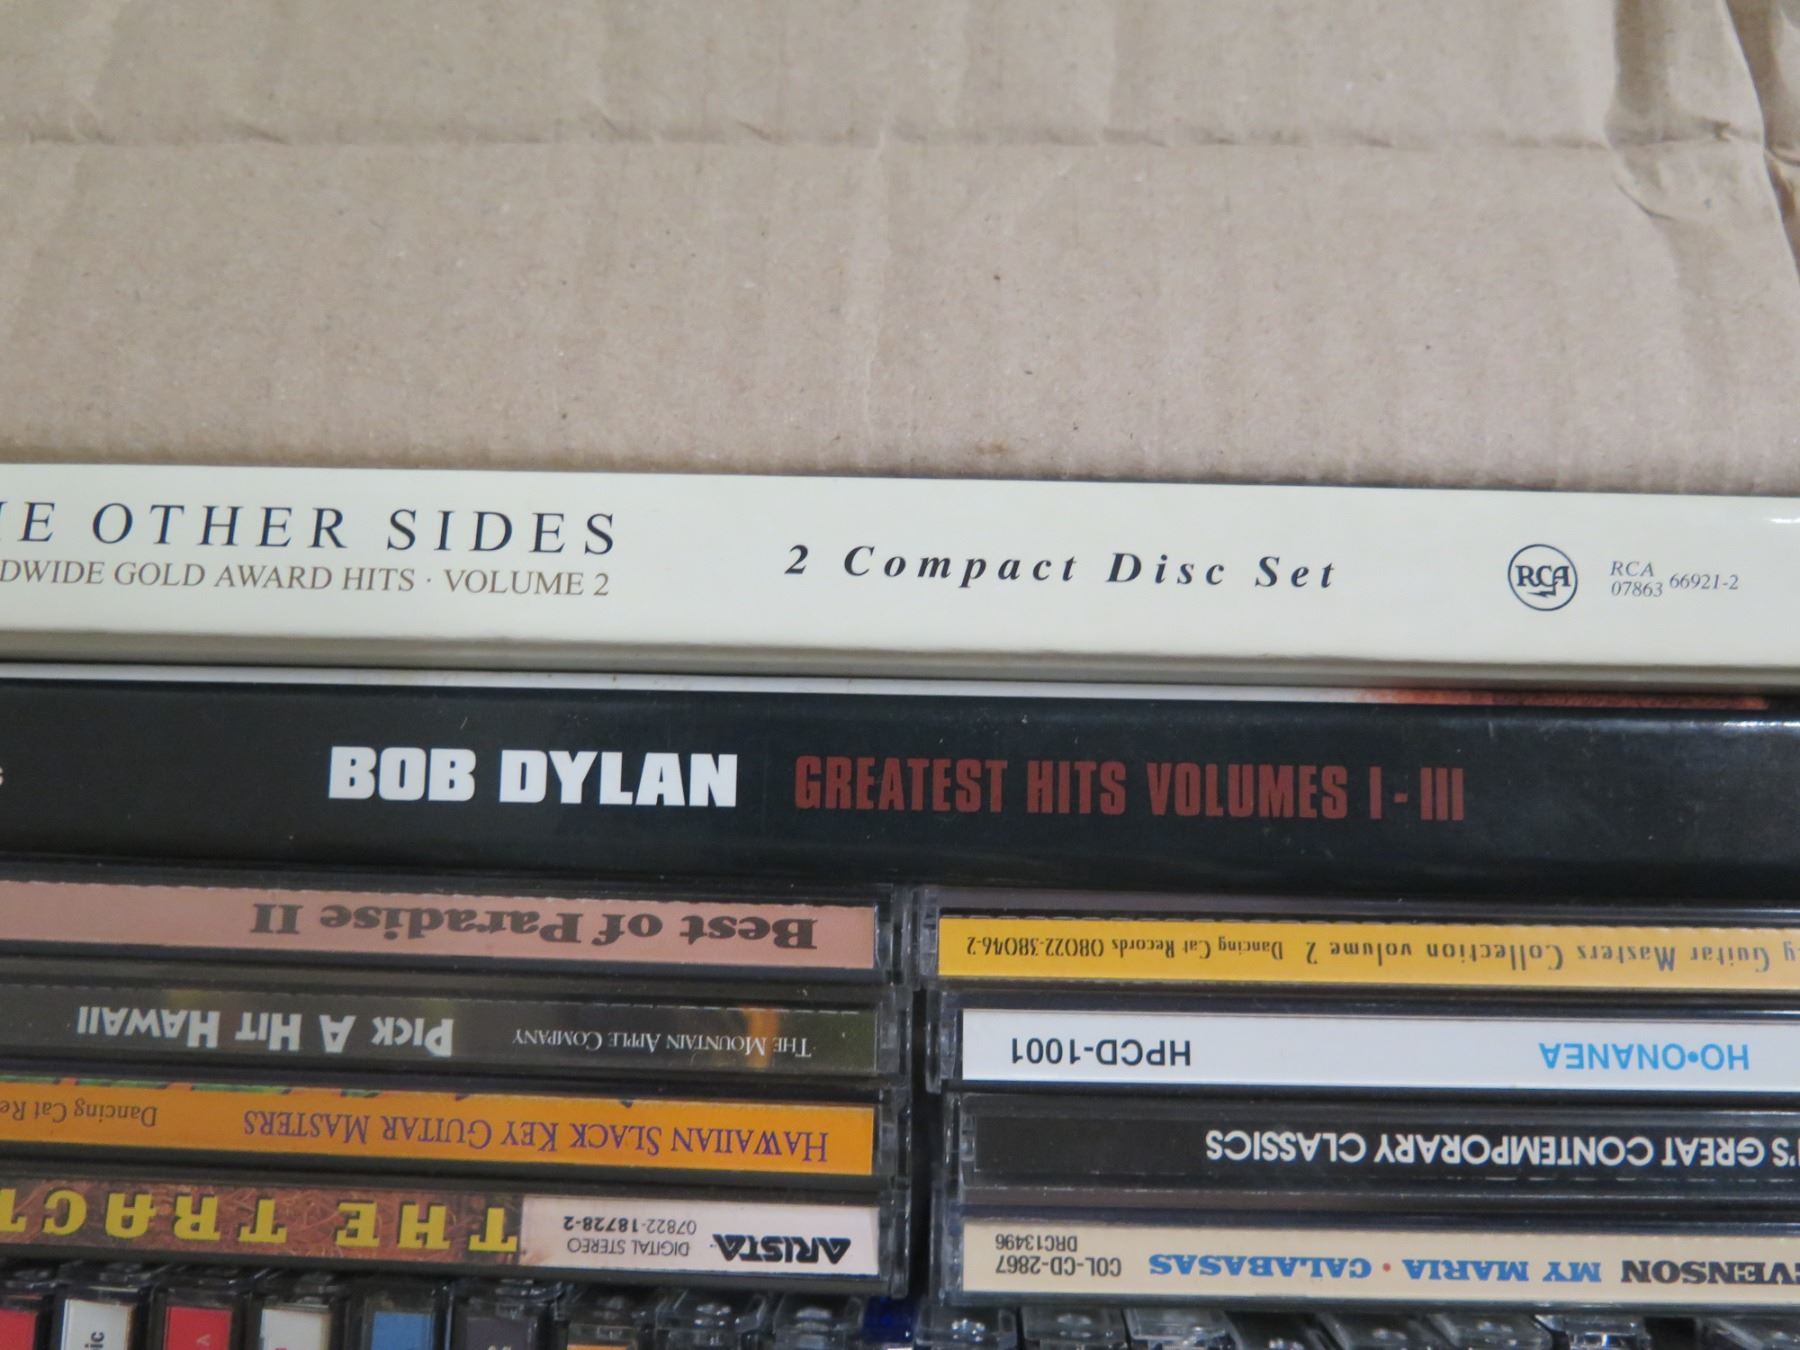 E OTHER SIDES
DWIDE GOLD AWARD HITS · VOLUME 2
2 Compact Disc Set
RCA
RCA
07863 66921-2
BOB DYLAN GREATEST HITS VOLUMES I - III
Best of Paradise II
Guitar Masters Collection volume 2 Dancing Cat Records 08022-38046-2
THE MOUNTAIN APPLE COMPANY PICK A HIT HAWAII
HO•ONANEA HPCD-1001
HAWAIIAN SLACK KEY GUITAR MASTERS Dancing Cat Re
'S GREAT CONTEMPORARY CLASSICS
ARISTA DIGITAL STEREO
07822-18728-2
THE TRACT
EVENSON MY MARIA • CALABASAS COL-CD-2867
DRC13496